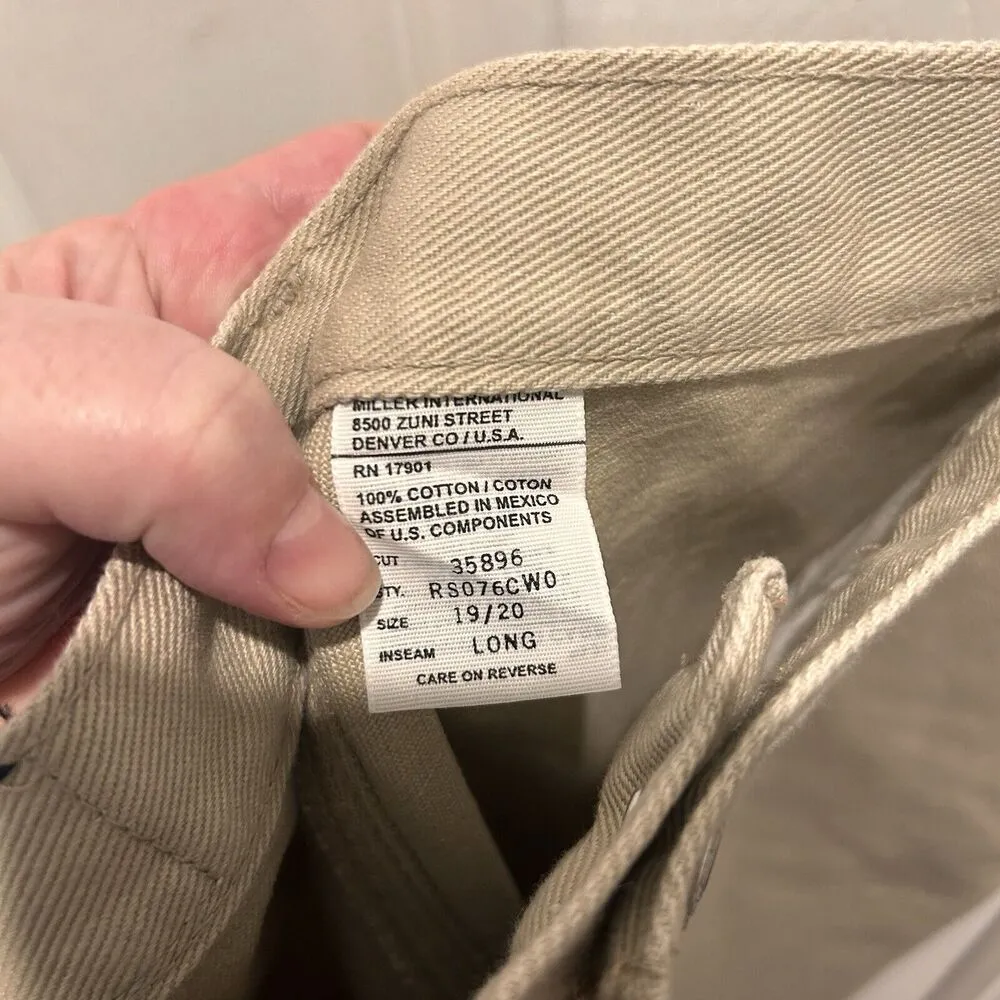 MILLER INTERNATIONAL
8500 ZUNI STREET
DENVER CO / U.S.A.
RN 17901
100% COTTON / COTON
ASSEMBLED IN MEXICO
OF U.S. COMPONENTS
CUT 35896
STY. RS076CW0
SIZE 19/20
INSEAM LONG
CARE ON REVERSE